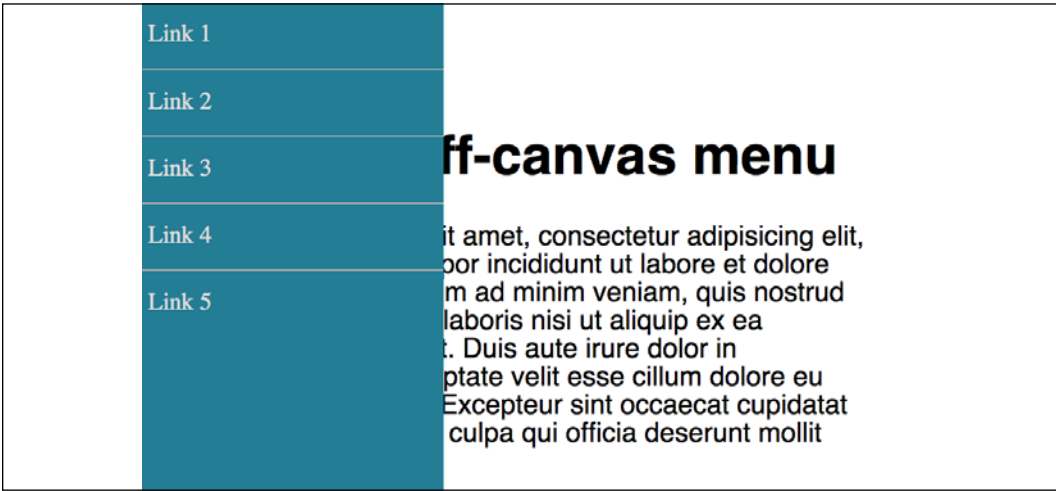 Link 1
Link 2
Link 3
Link 4
Link 5
ff-canvas menu
it amet, consectetur adipisicing elit,
por incididunt ut labore et dolore
m ad minim veniam, quis nostrud
laboris nisi ut aliquip ex ea
t. Duis aute irure dolor in
ptate velit esse cillum dolore eu
Excepteur sint occaecat cupidatat
culpa qui officia deserunt mollit